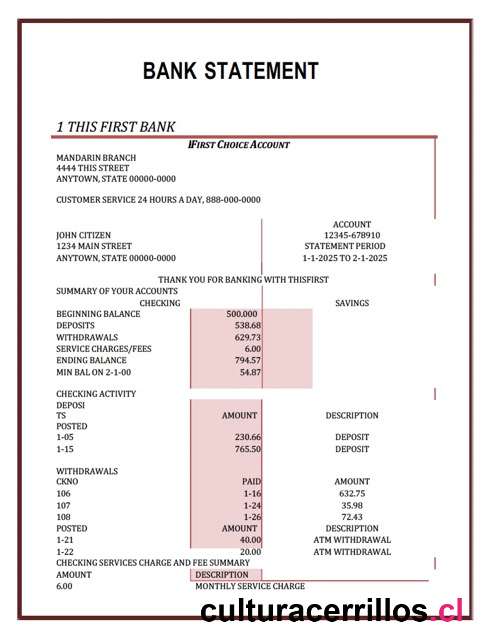 BANK STATEMENT
1 THIS FIRST BANK
IFIRST CHOICE ACCOUNT
MANDARIN BRANCH
4444 THIS STREET
ANYTOWN, STATE 00000-0000
CUSTOMER SERVICE 24 HOURS A DAY, 888-000-0000
ACCOUNT
JOHN CITIZEN 12345-678910
1234 MAIN STREET STATEMENT PERIOD
ANYTOWN, STATE 00000-0000 1-1-2025 TO 2-1-2025
THANK YOU FOR BANKING WITH THISFIRST
SUMMARY OF YOUR ACCOUNTS
CHECKING SAVINGS
BEGINNING BALANCE 500.000
DEPOSITS 538.68
WITHDRAWALS 629.73
SERVICE CHARGES/FEES 6.00
ENDING BALANCE 794.57
MIN BAL ON 2-1-00 54.87
CHECKING ACTIVITY
DEPOSI
TS AMOUNT DESCRIPTION
POSTED
1-05 230.66 DEPOSIT
1-15 765.50 DEPOSIT
WITHDRAWALS
CKNO PAID AMOUNT
106 1-16 632.75
107 1-24 35.98
108 1-26 72.43
POSTED AMOUNT DESCRIPTION
1-21 40.00 ATM WITHDRAWAL
1-22 20.00 ATM WITHDRAWAL
CHECKING SERVICES CHARGE AND FEE SUMMARY
AMOUNT DESCRIPTION
6.00 MONTHLY SERVICE CHARGE
culturacerrillos.cl